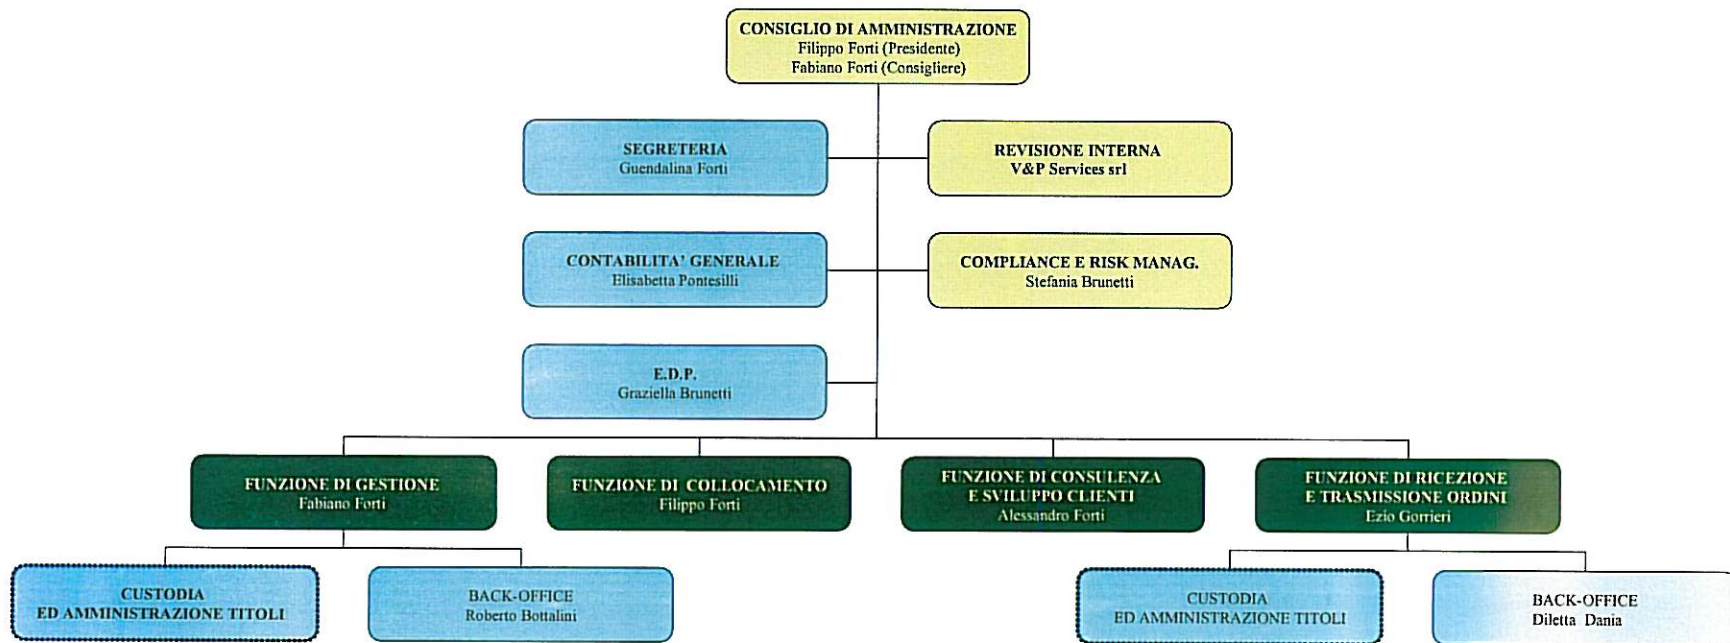 CONSIGLIO DI AMMINISTRAZIONE
Filippo Forti (Presidente)
Fabiano Forti (Consigliere)
SEGRETERIA
Guendalina Forti
REVISIONE INTERNA
V&P Services srl
CONTABILITA' GENERALE
Elisabetta Pontesilli
COMPLIANCE E RISK MANAG.
Stefania Brunetti
E.D.P.
Graziella Brunetti
FUNZIONE DI GESTIONE
Fabiano Forti
FUNZIONE DI COLLOCAMENTO
Filippo Forti
FUNZIONE DI CONSULENZA
E SVILUPPO CLIENTI
Alessandro Forti
FUNZIONE DI RICEZIONE
E TRASMISSIONE ORDINI
Ezio Gorrieri
CUSTODIA
ED AMMINISTRAZIONE TITOLI
BACK-OFFICE
Roberto Bottalini
CUSTODIA
ED AMMINISTRAZIONE TITOLI
BACK-OFFICE
Diletta Dania